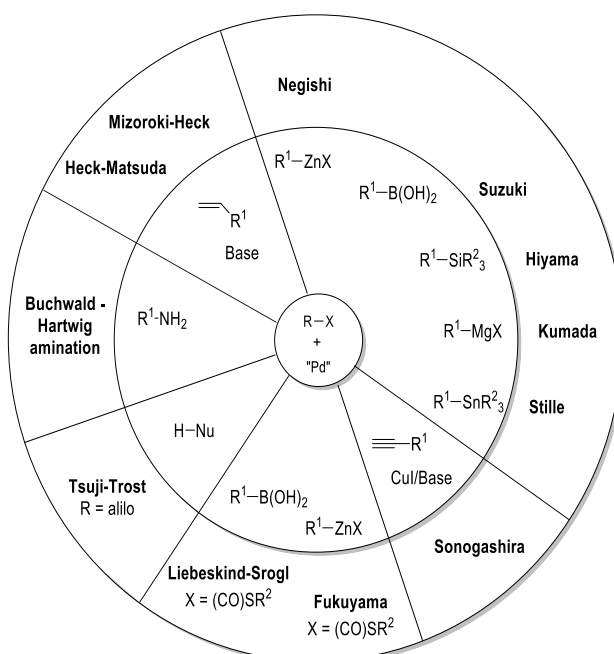 Negishi
Mizoroki-Heck
Heck-Matsuda
R¹–ZnX
R¹–B(OH)₂
Suzuki
R¹
Base
R¹–SiR²₃
Hiyama
Buchwald -
Hartwig
amination
R¹-NH₂
R–X
+
"Pd"
R¹–MgX
Kumada
R¹–SnR²₃
Stille
H–Nu
R¹
CuI/Base
Tsuji-Trost
R = alilo
R¹–B(OH)₂
R¹–ZnX
Sonogashira
Liebeskind-Srogl
X = (CO)SR²
Fukuyama
X = (CO)SR²